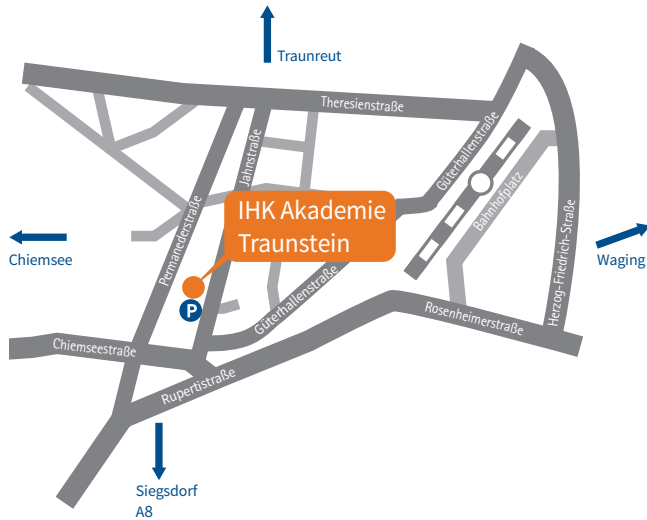 Traunreut
Theresienstraße
Güterhallenstraße
Jahnstraße
Bahnhofplatz
Permanederstraße
IHK Akademie
Traunstein
Herzog-Friedrich-Straße
Chiemsee
Waging
Güterhallenstraße
Rosenheimerstraße
P
Chiemseestraße
Rupertistraße
Siegsdorf
A8